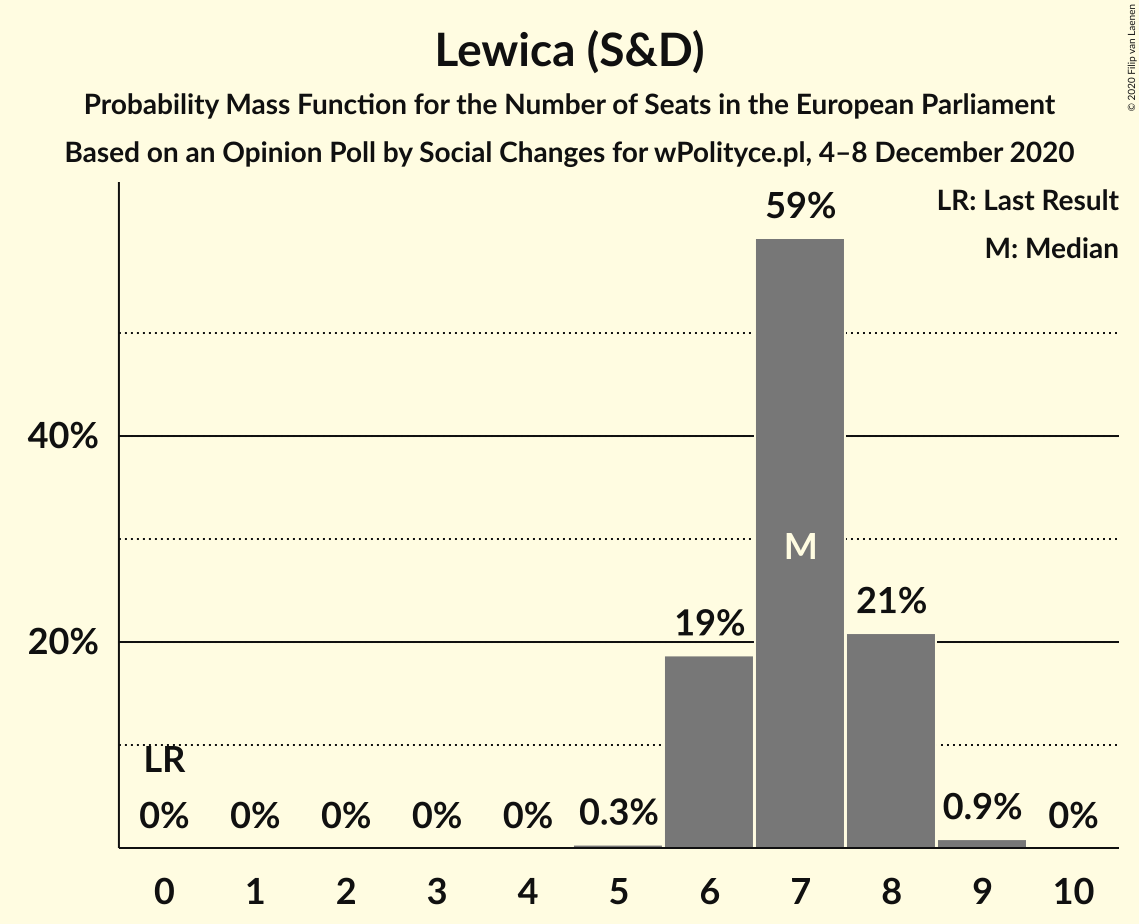 Lewica (S&D)
Probability Mass Function for the Number of Seats in the European Parliament
Based on an Opinion Poll by Social Changes for wPolityce.pl, 4–8 December 2020
© 2020 Filip van Laenen
LR: Last Result
M: Median
59%
40%
M
21%
19%
20%
LR
0% 0% 0% 0% 0% 0.3% 0.9% 0%
0 1 2 3 4 5 6 7 8 9 10